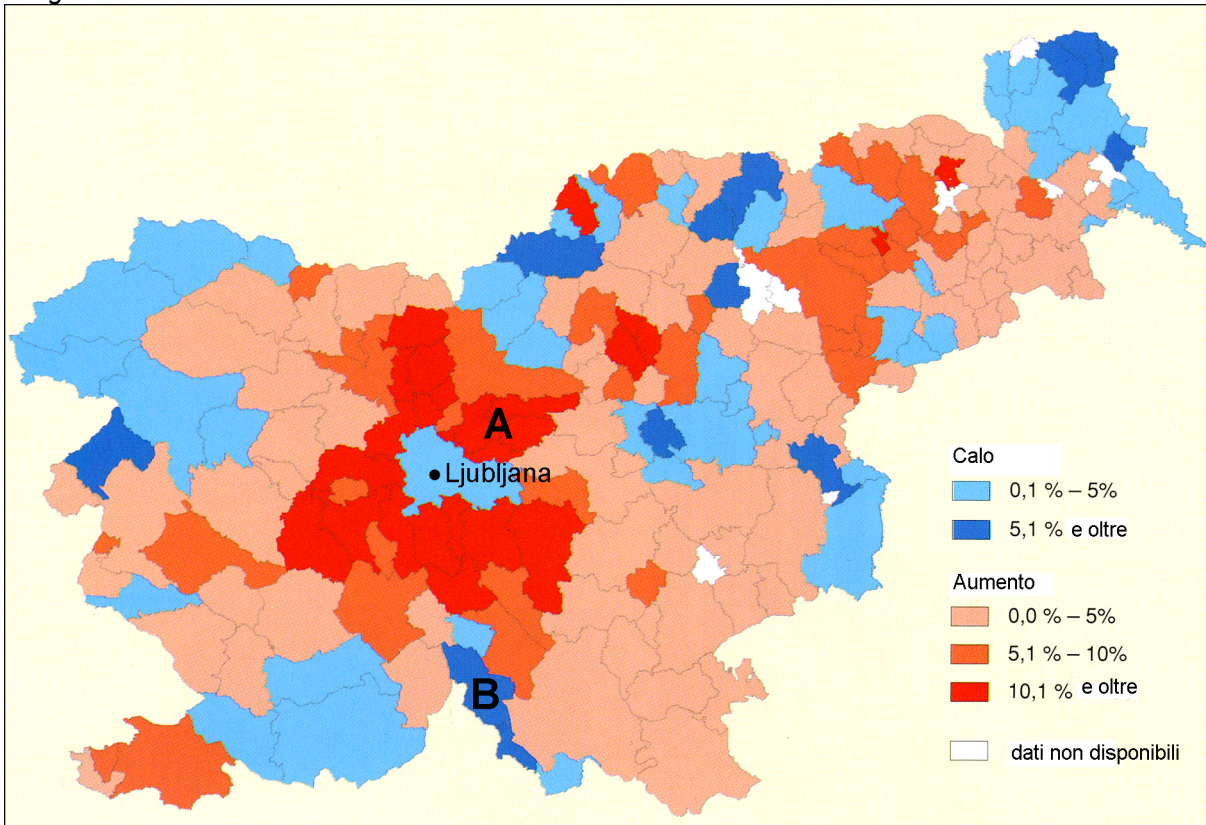 A
Ljubljana
B
Calo
0,1 % – 5%
5,1 % e oltre
Aumento
0,0 % – 5%
5,1 % – 10%
10,1 % e oltre
dati non disponibili